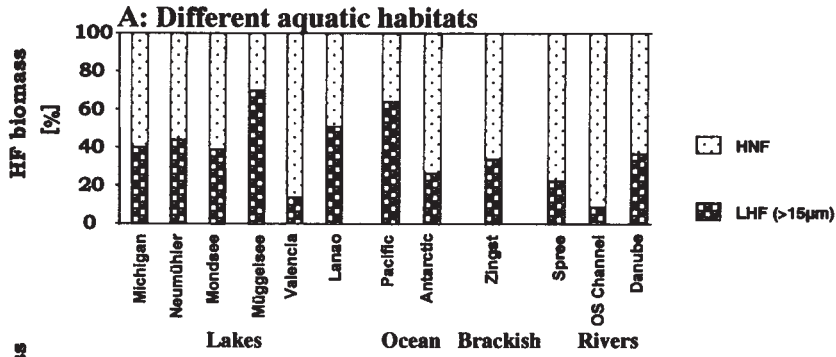 A: Different aquatic habitats
HF biomass
[%]
100
80
60
40
20
0
HNF
LHF (>15µm)
Michigan
Neumühler
Mondsee
Müggelsee
Valencia
Lanao
Pacific
Antarctic
Zingst
Spree
OS Channel
Danube
Lakes Ocean Brackish Rivers